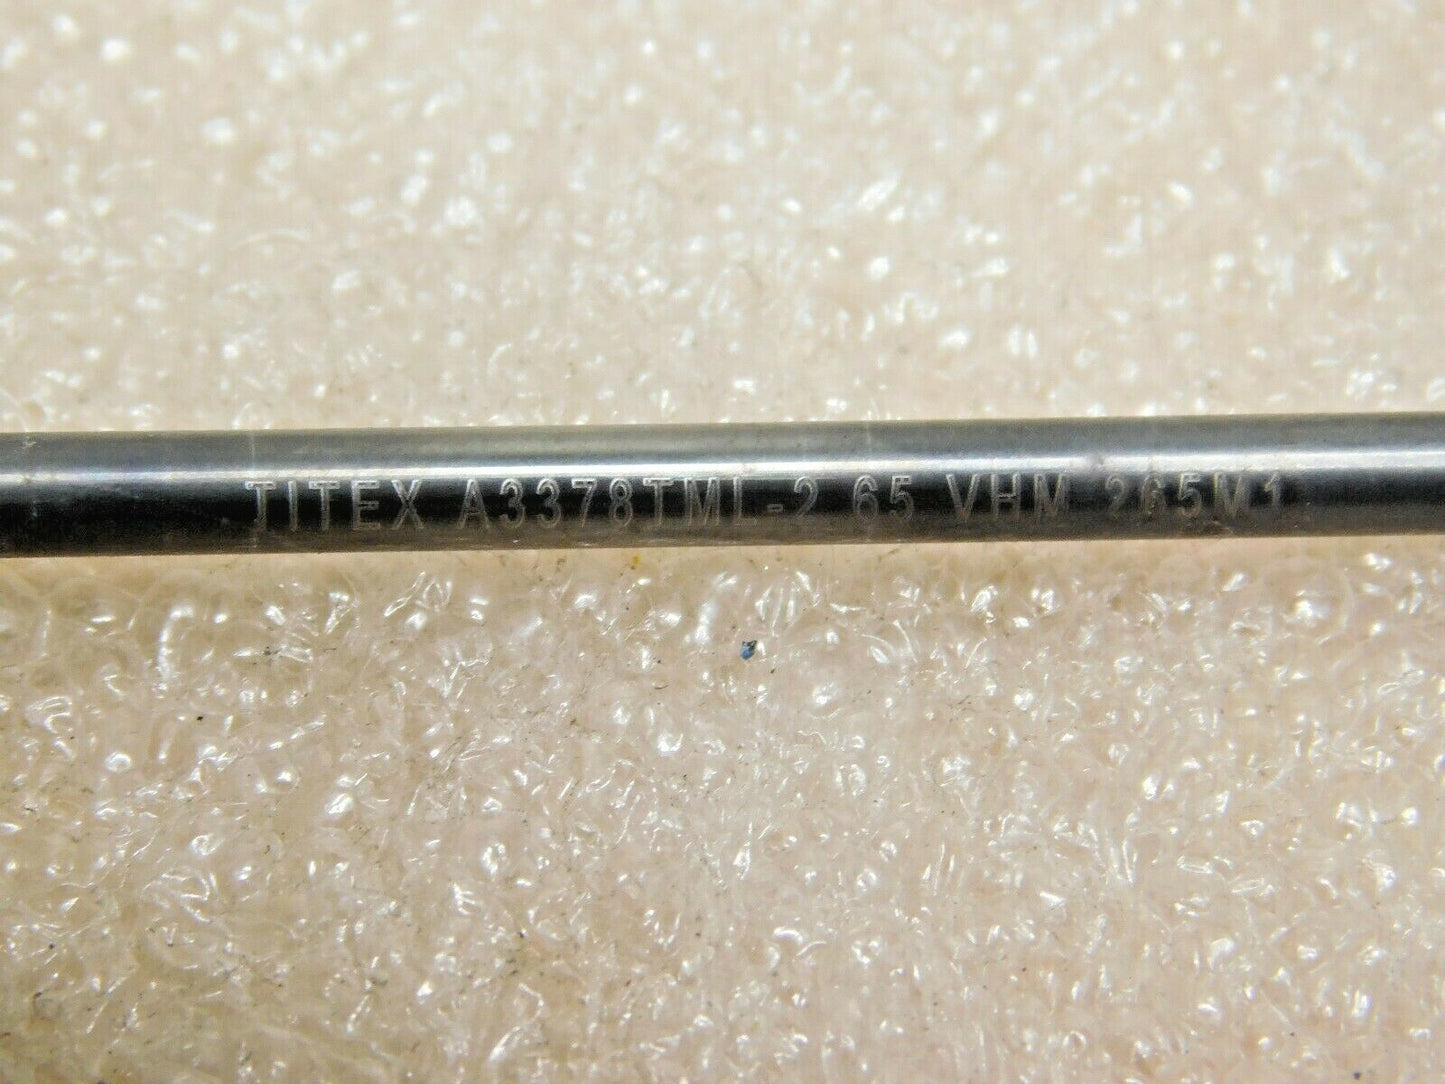 TITEX A3378TML-2.65 VHM 265M1